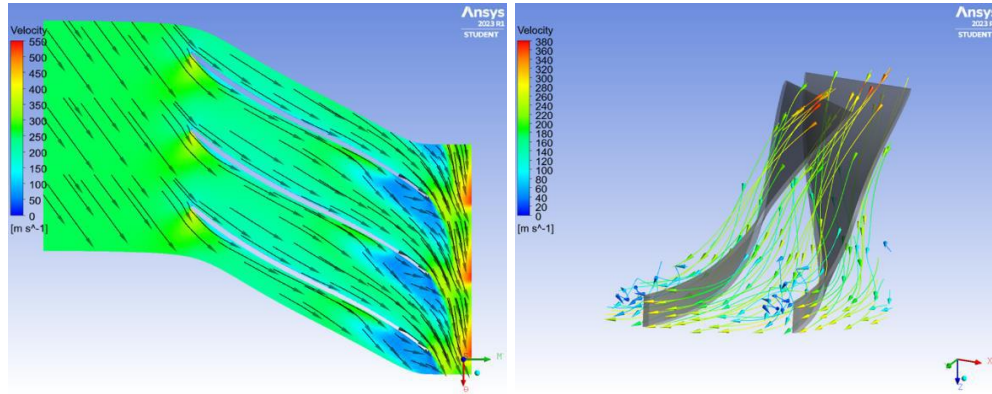 Ansys
2023 R1
STUDENT
Velocity
550
500
450
400
350
300
250
200
150
100
50
0
[m s^-1]
θ
Ansys
2023 R
STUDENT
Velocity
380
360
340
320
300
280
260
240
220
200
180
160
140
120
100
80
60
40
20
0
[m s^-1]
X
Z